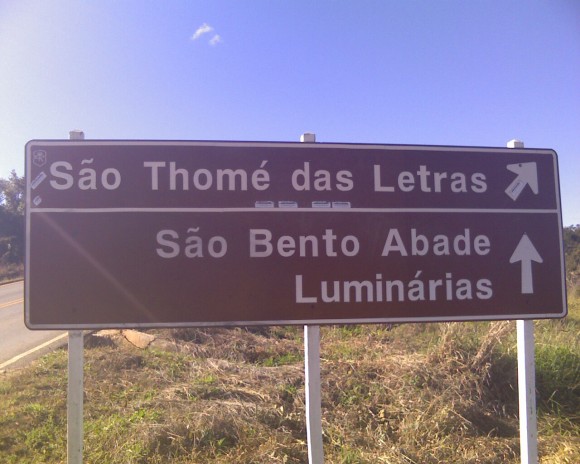 São Thomé das Letras
São Bento Abade
Luminárias